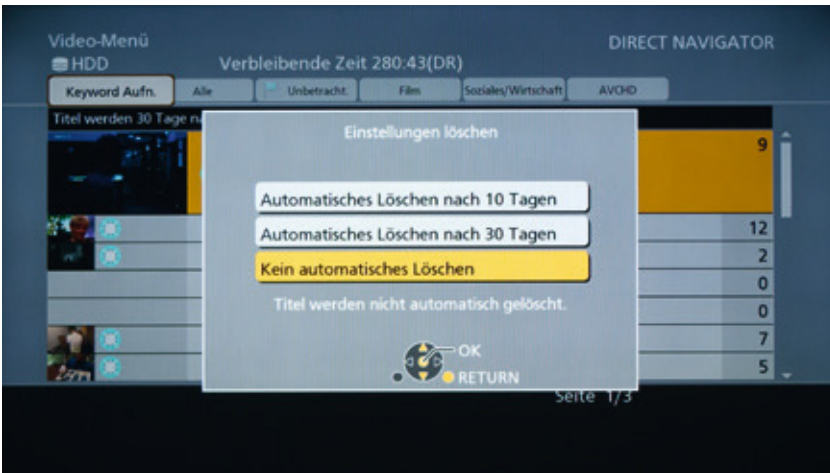 Video-Menü
DIRECT NAVIGATOR
HDD
Verbleibende Zeit 280:43(DR)
Keyword Aufn.
Alle
Unbetracht.
Film
Soziales/Wirtschaft
AVCHD
Titel werden 30 Tage
Einstellungen löschen
9
Automatisches Löschen nach 10 Tagen
12
Automatisches Löschen nach 30 Tagen
2
Kein automatisches Löschen
0
Titel werden nicht automatisch gelöscht.
0
7
OK
5
RETURN
Seite 1/3